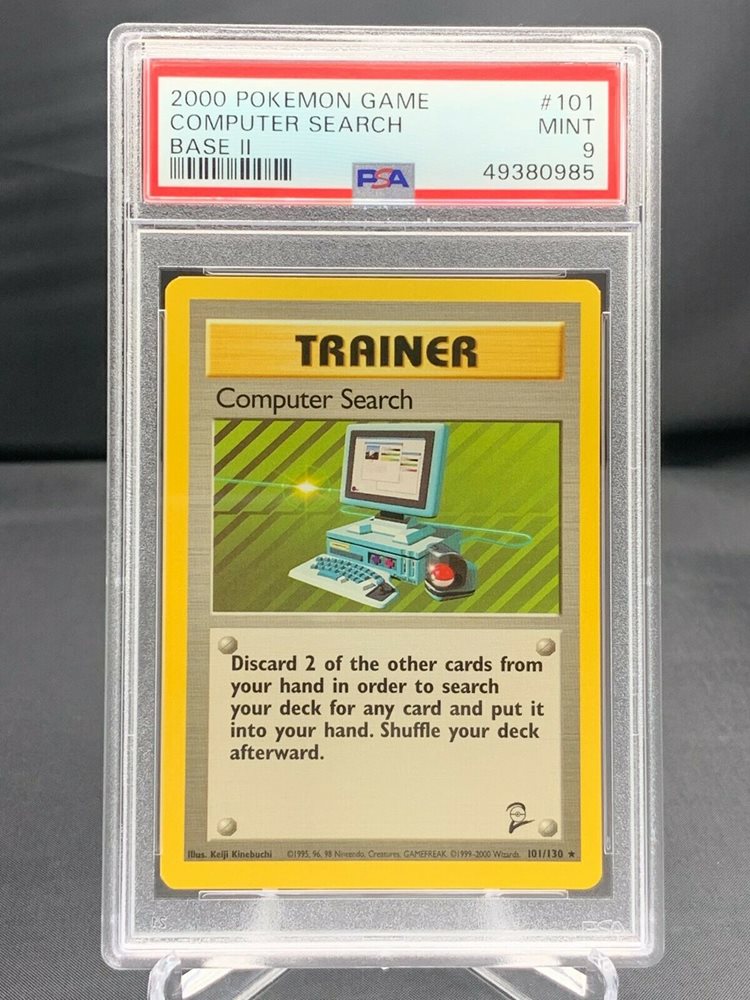 2000 POKEMON GAME #101
COMPUTER SEARCH MINT
BASE II 9
PSA 49380985
TRAINER
Computer Search
Discard 2 of the other cards from
your hand in order to search
your deck for any card and put it
into your hand. Shuffle your deck
afterward.
Illus. Keiji Kinebuchi ©1995, 96, 98 Nintendo, Creatures, GAMEFREAK. ©1999-2000 Wizards. 101/130 ★
PSA